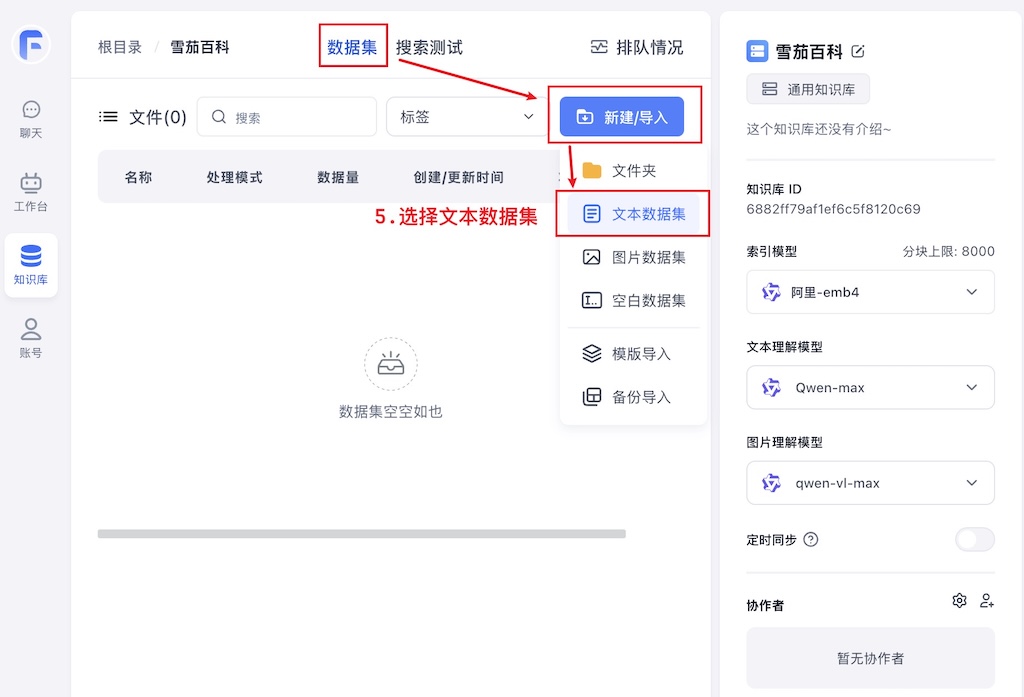 根目录 / 雪茄百科
数据集 搜索测试
排队情况
聊天
工作台
知识库
账号
文件(0)
搜索
标签
新建/导入
名称 处理模式 数据量 创建/更新时间
文件夹
文本数据集
图片数据集
空白数据集
模版导入
备份导入
5.选择文本数据集
数据集空空如也
雪茄百科
通用知识库
这个知识库还没有介绍~
知识库 ID
6882ff79af1ef6c5f8120c69
索引模型 分块上限: 8000
阿里-emb4
文本理解模型
Qwen-max
图片理解模型
qwen-vl-max
定时同步
协作者
暂无协作者